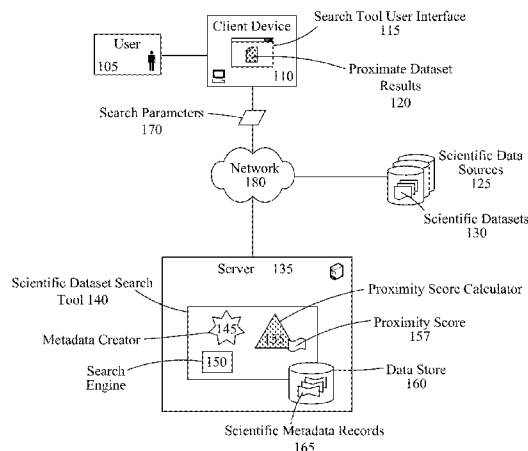 Client Device
Search Tool User Interface
115
User
105
110
Proximate Dataset
Results
120
Search Parameters
170
Network
180
Scientific Data
Sources
125
Scientific Datasets
130
Server 135
Scientific Dataset Search
Tool 140
Proximity Score Calculator
145
Metadata Creator
Proximity Score
157
150
Search
Engine
Data Store
160
Scientific Metadata Records
165